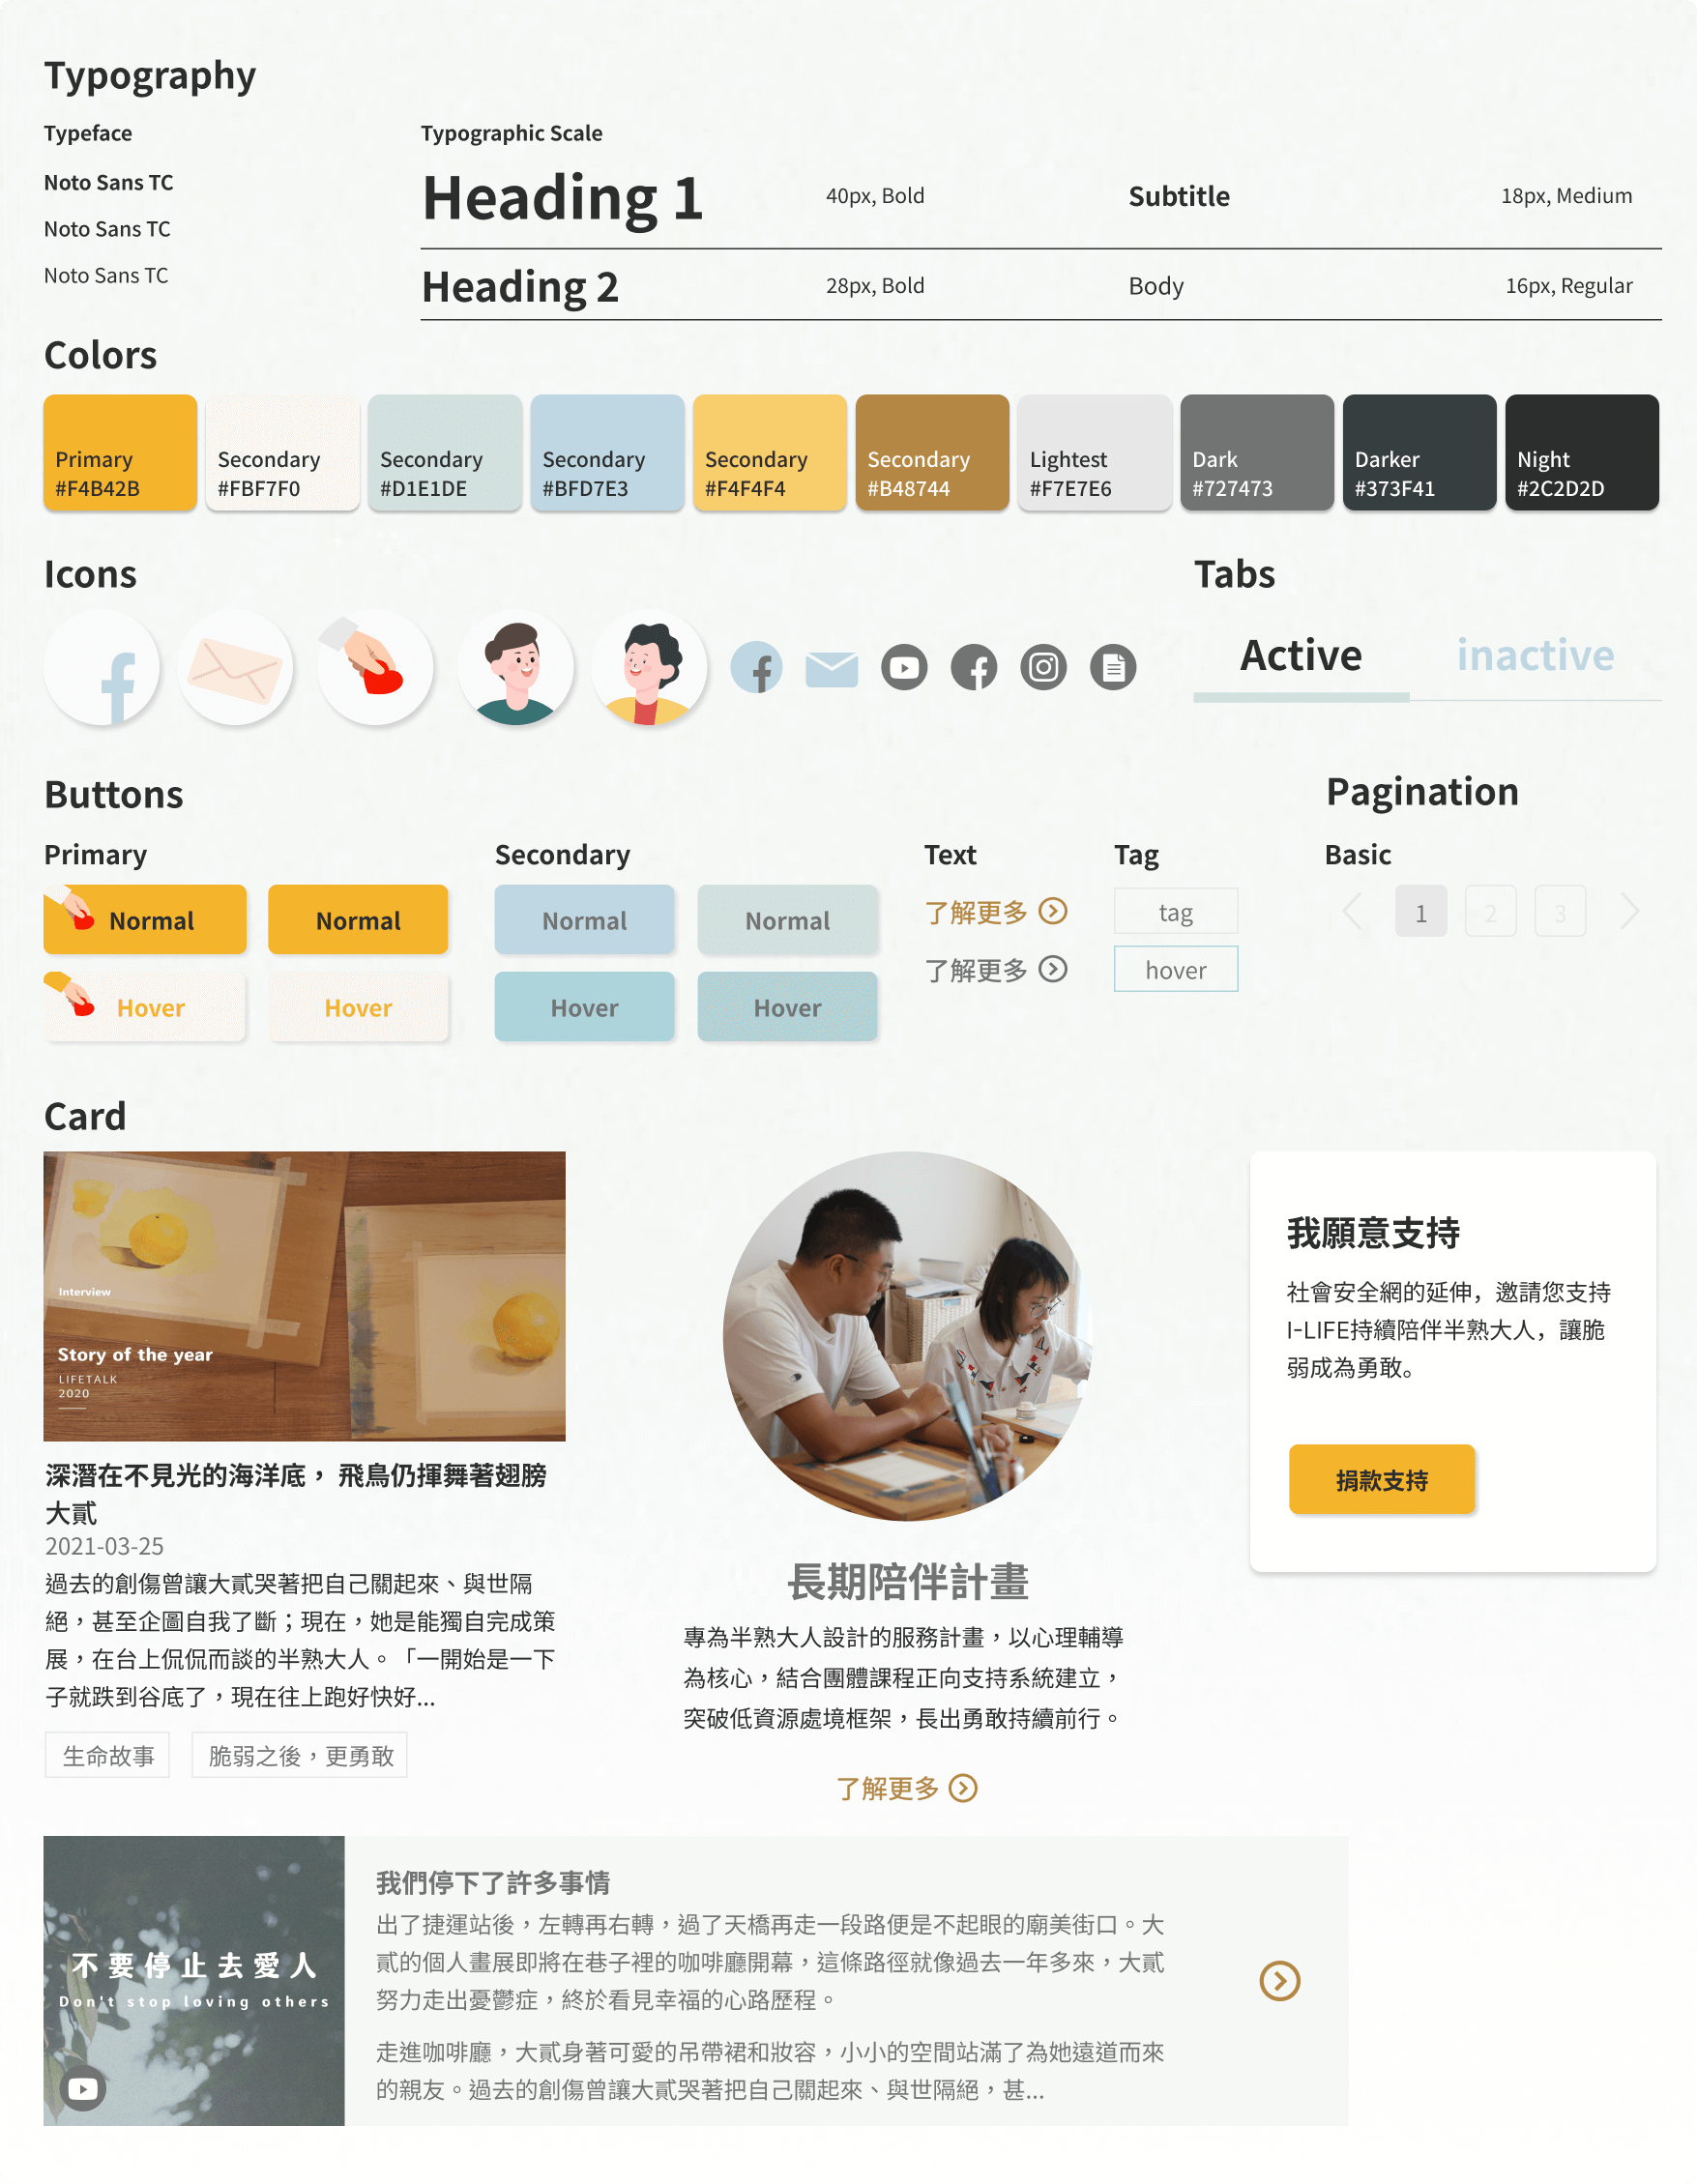 Typography
Typeface
Noto Sans TC
Noto Sans TC
Noto Sans TC
Typographic Scale
Heading 1 40px, Bold Subtitle 18px, Medium
Heading 2 28px, Bold Body 16px, Regular
Colors
Primary
#F4B42B
Secondary
#FBF7F0
Secondary
#D1E1DE
Secondary
#BFD7E3
Secondary
#F4F4F4
Secondary
#B48744
Lightest
#F7E7E6
Dark
#727473
Darker
#373F41
Night
#2C2D2D
Icons
Tabs
Active inactive
Buttons
Primary
Normal Normal
Hover Hover
Secondary
Normal Normal
Hover Hover
Text
了解更多
了解更多
Tag
tag
hover
Pagination
Basic
1 2 3
Card
Interview
Story of the year
LIFETALK
2020
深潛在不見光的海洋底， 飛鳥仍揮舞著翅膀
大貳
2021-03-25
過去的創傷曾讓大貳哭著把自己關起來、與世隔
絕，甚至企圖自我了斷；現在，她是能獨自完成策
展，在台上侃侃而談的半熟大人。「一開始是一下
子就跌到谷底了，現在往上跑好快好...
生命故事 脆弱之後，更勇敢
長期陪伴計畫
專為半熟大人設計的服務計畫，以心理輔導
為核心，結合團體課程正向支持系統建立，
突破低資源處境框架，長出勇敢持續前行。
了解更多
我願意支持
社會安全網的延伸，邀請您支持
I-LIFE持續陪伴半熟大人，讓脆
弱成為勇敢。
捐款支持
不要停止去愛人
Don't stop loving others
我們停下了許多事情
出了捷運站後，左轉再右轉，過了天橋再走一段路便是不起眼的廟美街口。大
貳的個人畫展即將在巷子裡的咖啡廳開幕，這條路徑就像過去一年多來，大貳
努力走出憂鬱症，終於看見幸福的心路歷程。
走進咖啡廳，大貳身著可愛的吊帶裙和妝容，小小的空間站滿了為她遠道而來
的親友。過去的創傷曾讓大貳哭著把自己關起來、與世隔絕，甚...